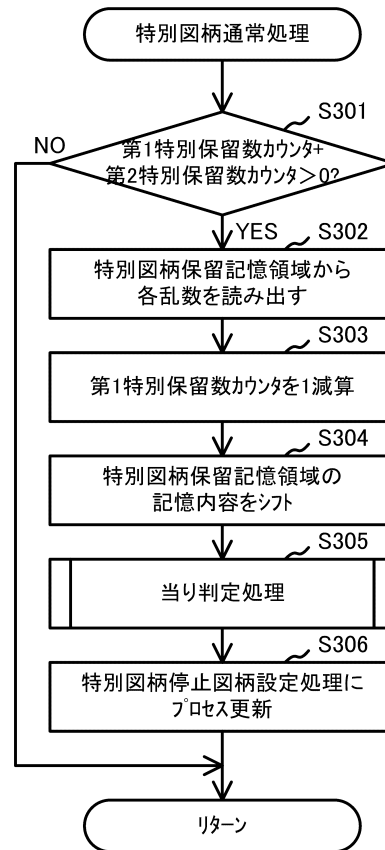 特別図柄通常処理
S301
NO
第1特別保留数カウンタ+
第2特別保留数カウンタ>0?
YES
S302
特別図柄保留記憶領域から
各乱数を読み出す
S303
第1特別保留数カウンタを1減算
S304
特別図柄保留記憶領域の
記憶内容をシフト
S305
当り判定処理
S306
特別図柄停止図柄設定処理に
プロセス更新
リターン